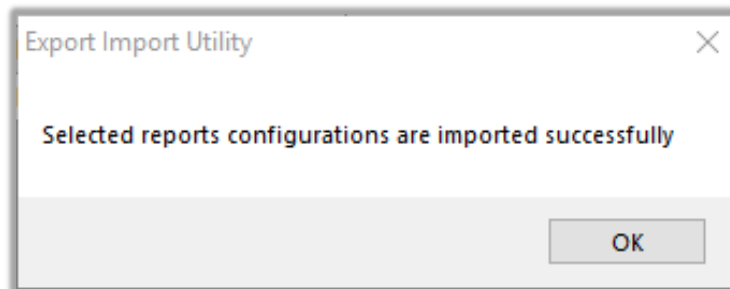 Export Import Utility
Selected reports configurations are imported successfully
OK